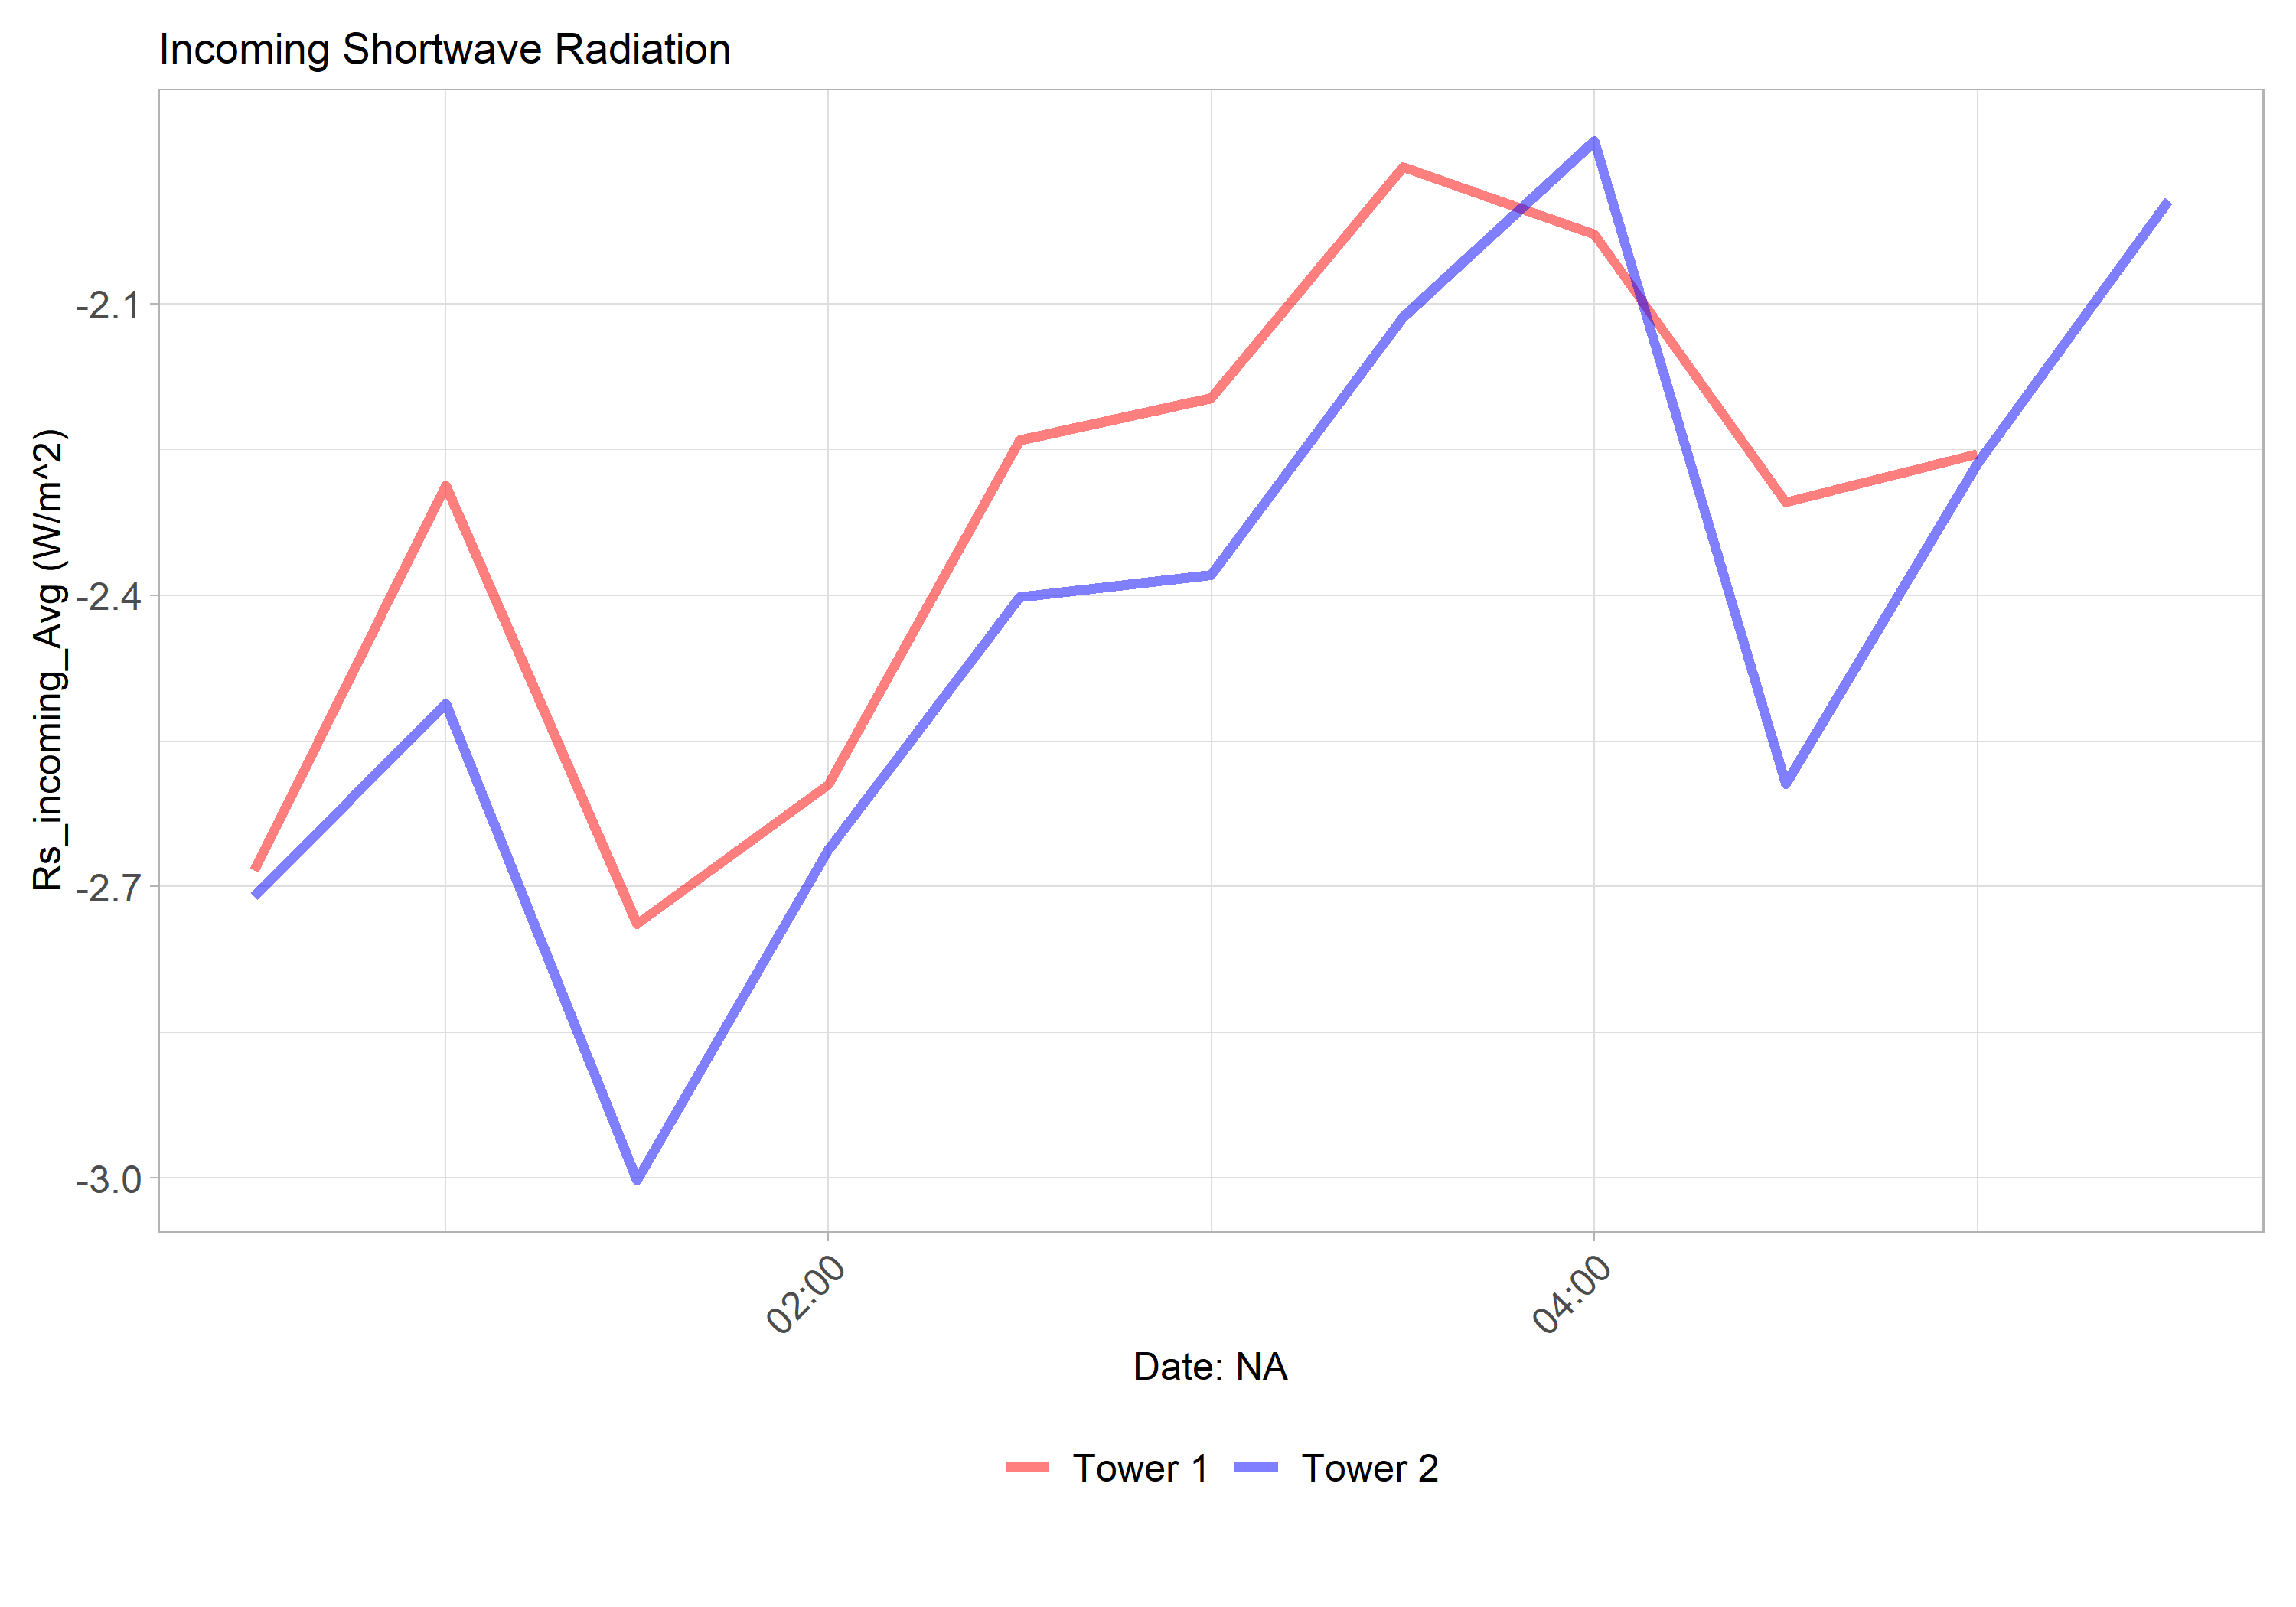 Incoming Shortwave Radiation
Rs_incoming_Avg (W/m^2)
-2.1
-2.4
-2.7
-3.0
02:00
04:00
Date: NA
Tower 1
Tower 2